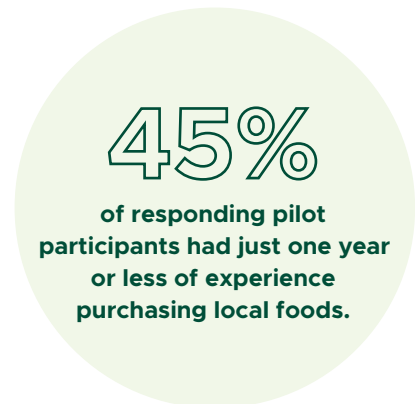 45%
of responding pilot
participants had just one year
or less of experience
purchasing local foods.